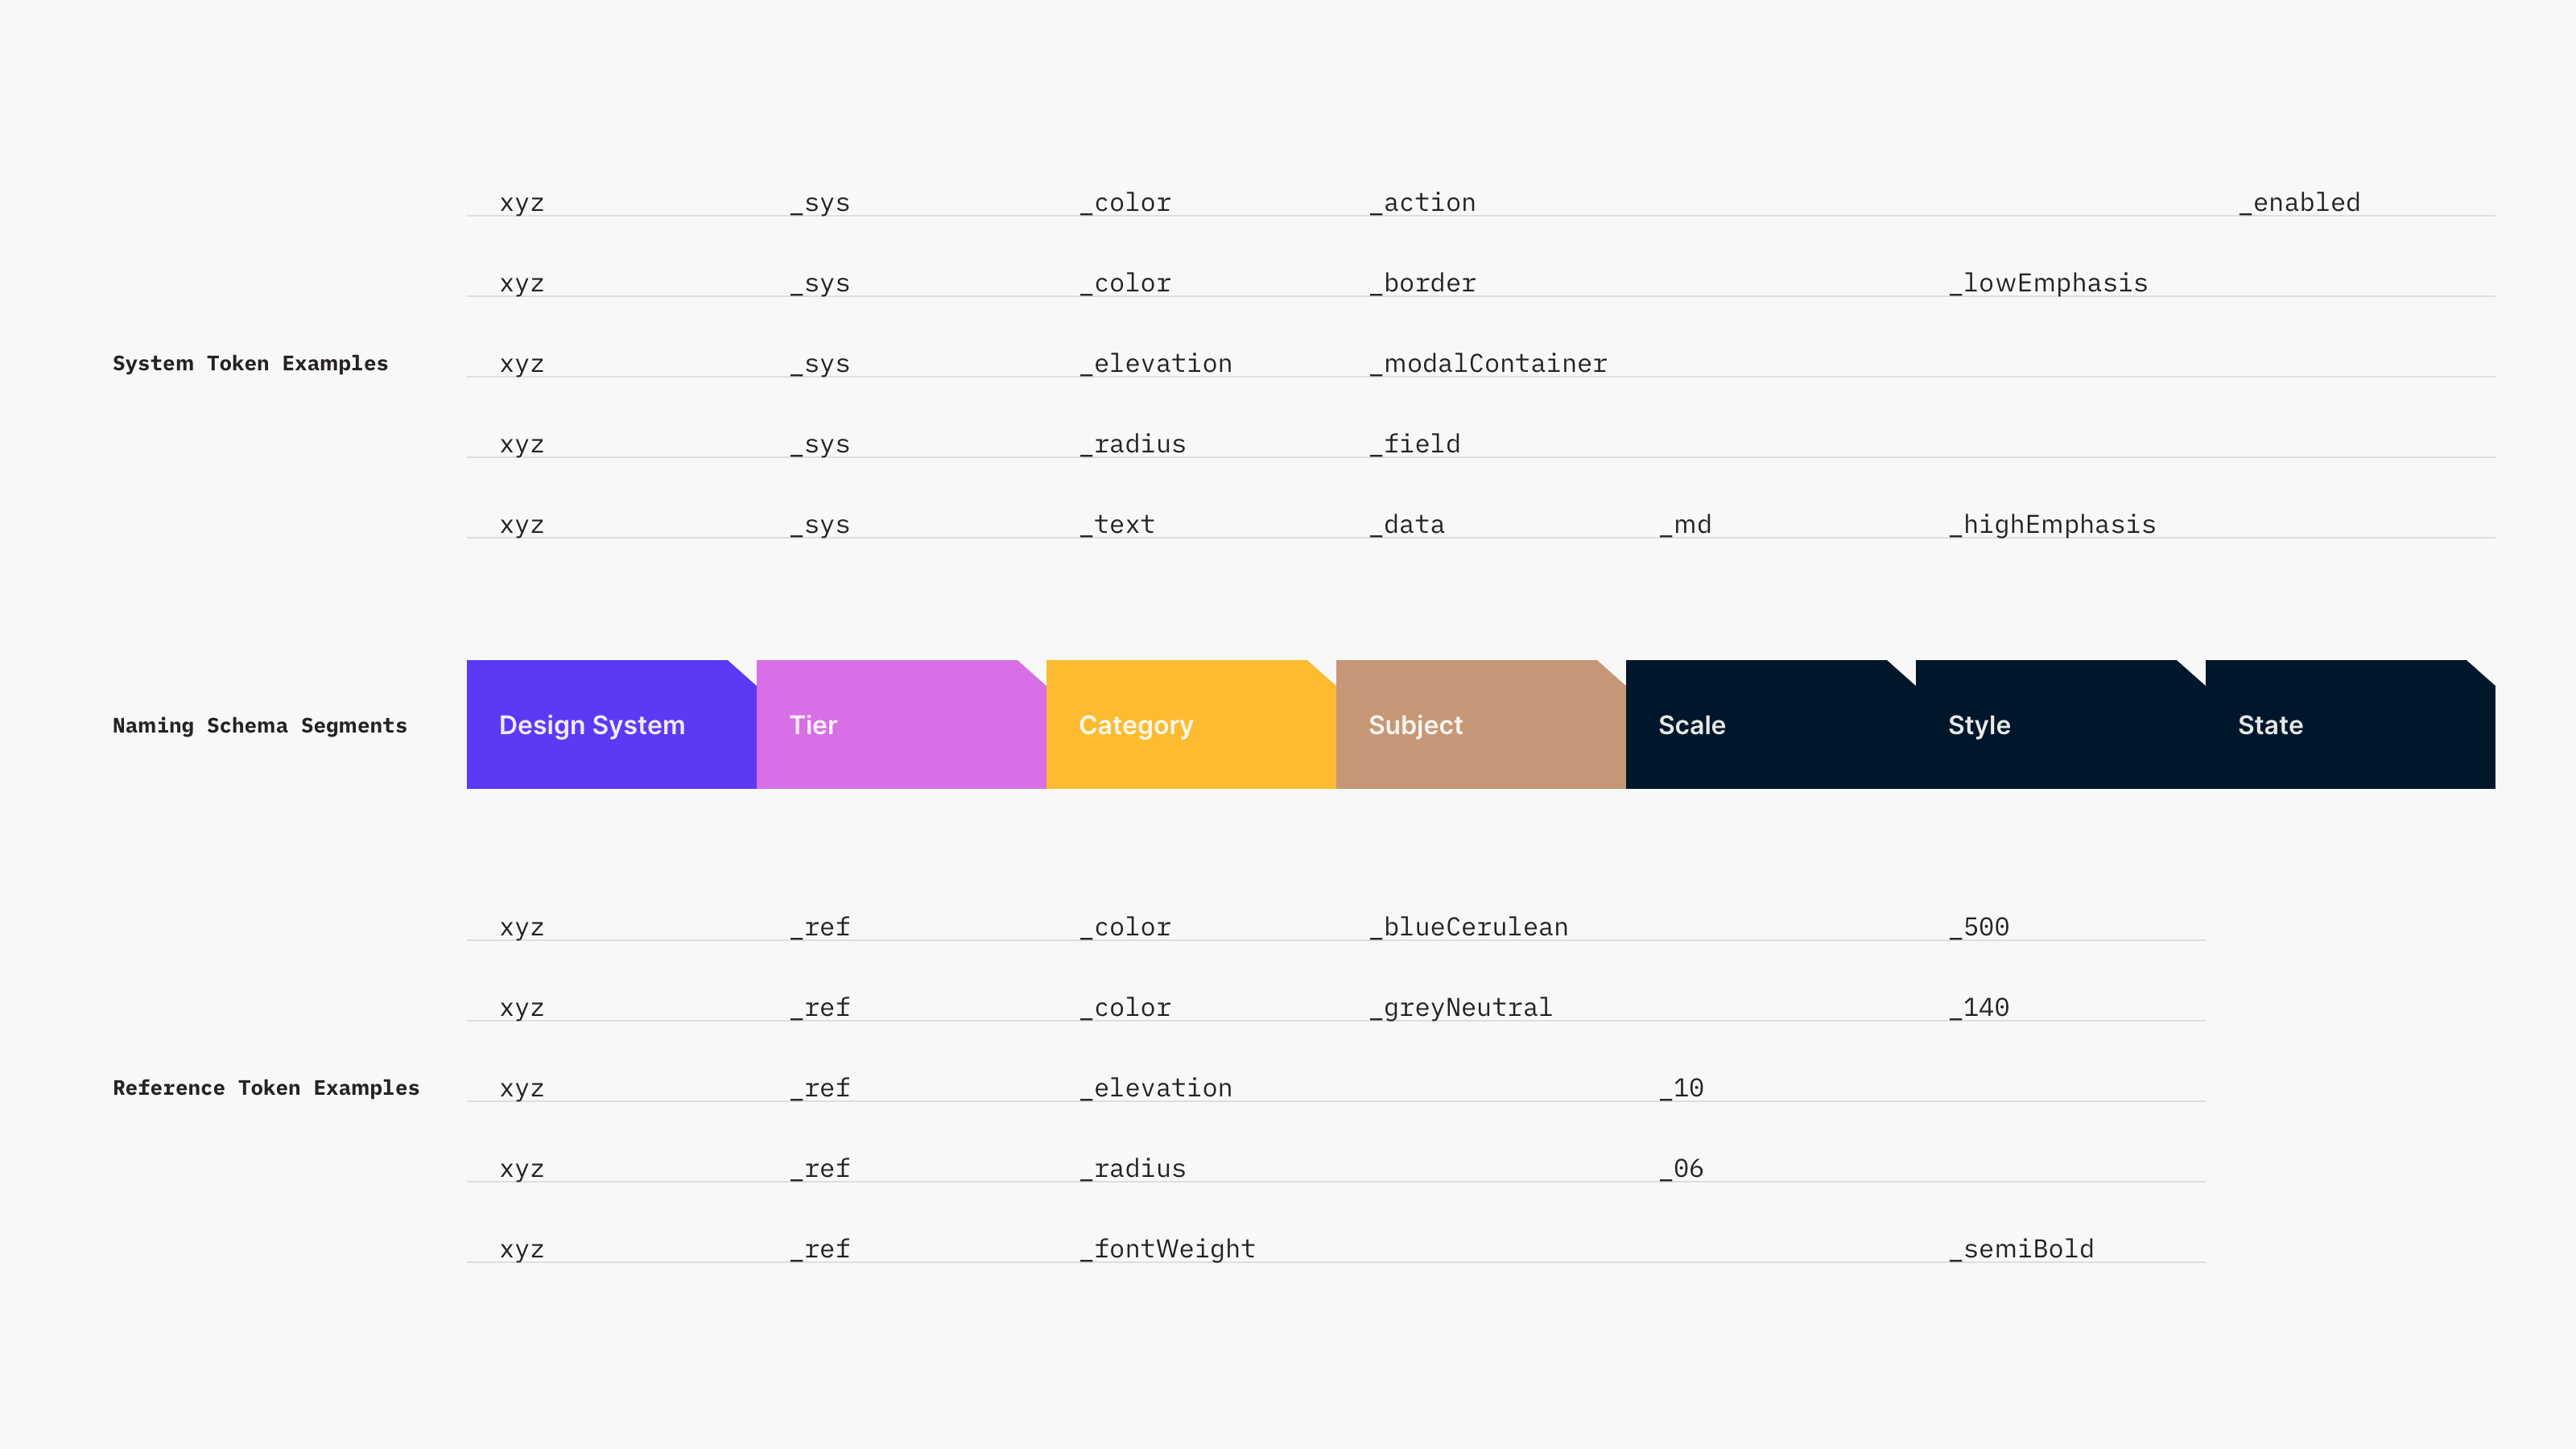 xyz _sys _color _action _enabled
xyz _sys _color _border _lowEmphasis
System Token Examples xyz _sys _elevation _modalContainer
xyz _sys _radius _field
xyz _sys _text _data _md _highEmphasis
Naming Schema Segments Design System Tier Category Subject Scale Style State
xyz _ref _color _blueCerulean _500
xyz _ref _color _greyNeutral _140
Reference Token Examples xyz _ref _elevation _10
xyz _ref _radius _06
xyz _ref _fontWeight _semiBold